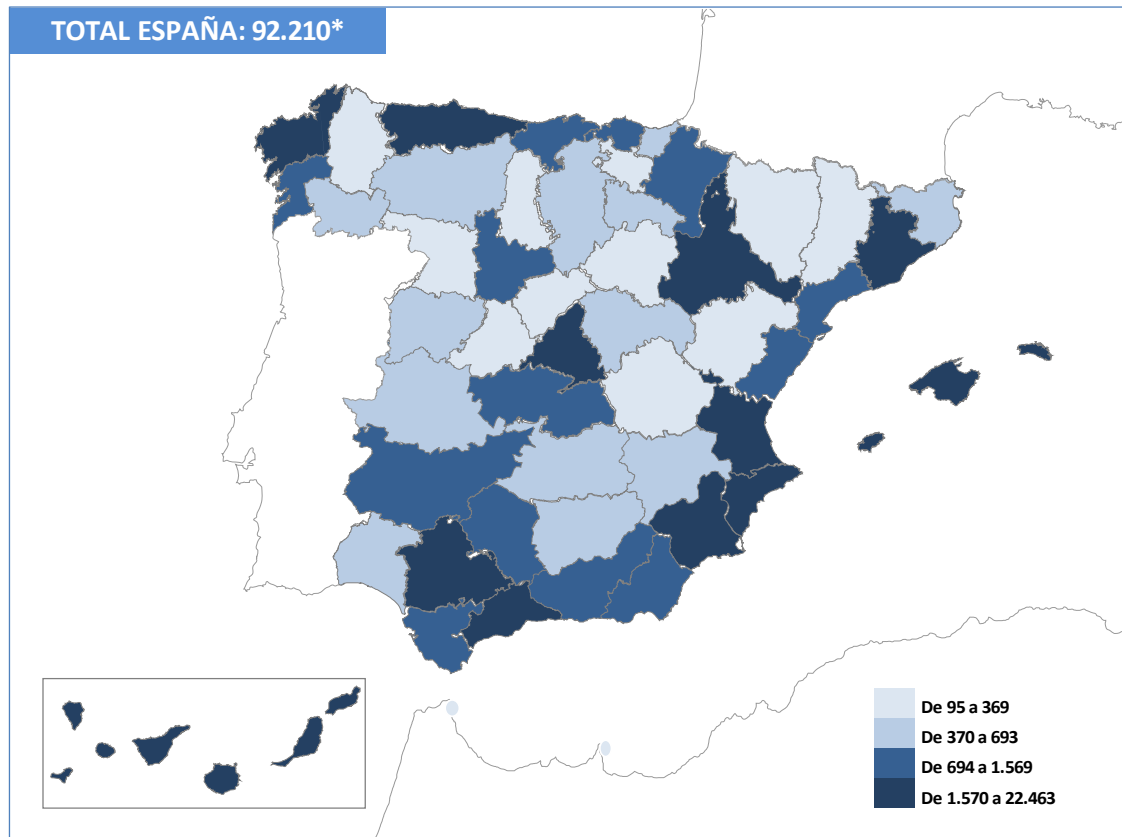 TOTAL ESPAÑA: 92.210*
De 95 a 369
De 370 a 693
De 694 a 1.569
De 1.570 a 22.463